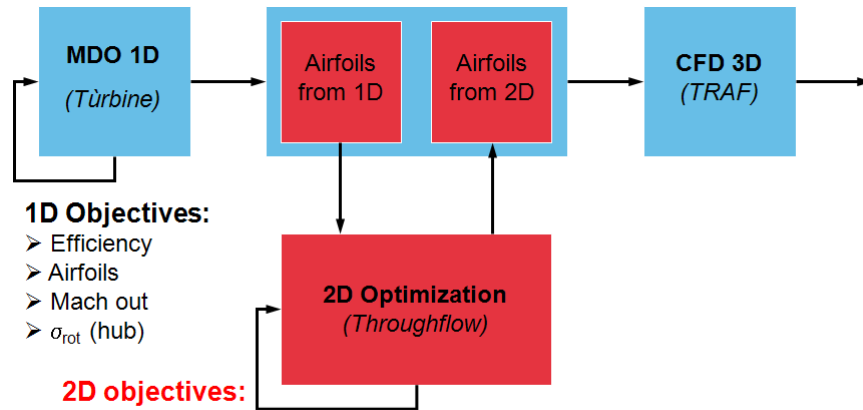 MDO 1D
(Tùrbine)
Airfoils
from 1D
Airfoils
from 2D
CFD 3D
(TRAF)
1D Objectives:
➢ Efficiency
➢ Airfoils
➢ Mach out
➢ σrot (hub)
2D Optimization
(Throughflow)
2D objectives: